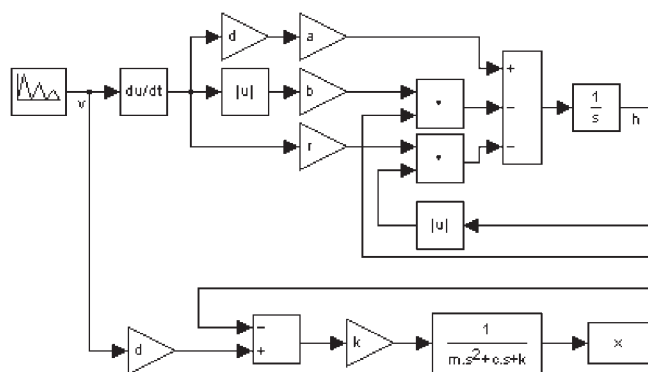 d
a
+
v
du/dt
|u|
b
•
−
1
s
h
r
•
−
|u|
−
+
d
k
1
m.s²+c.s+k
x